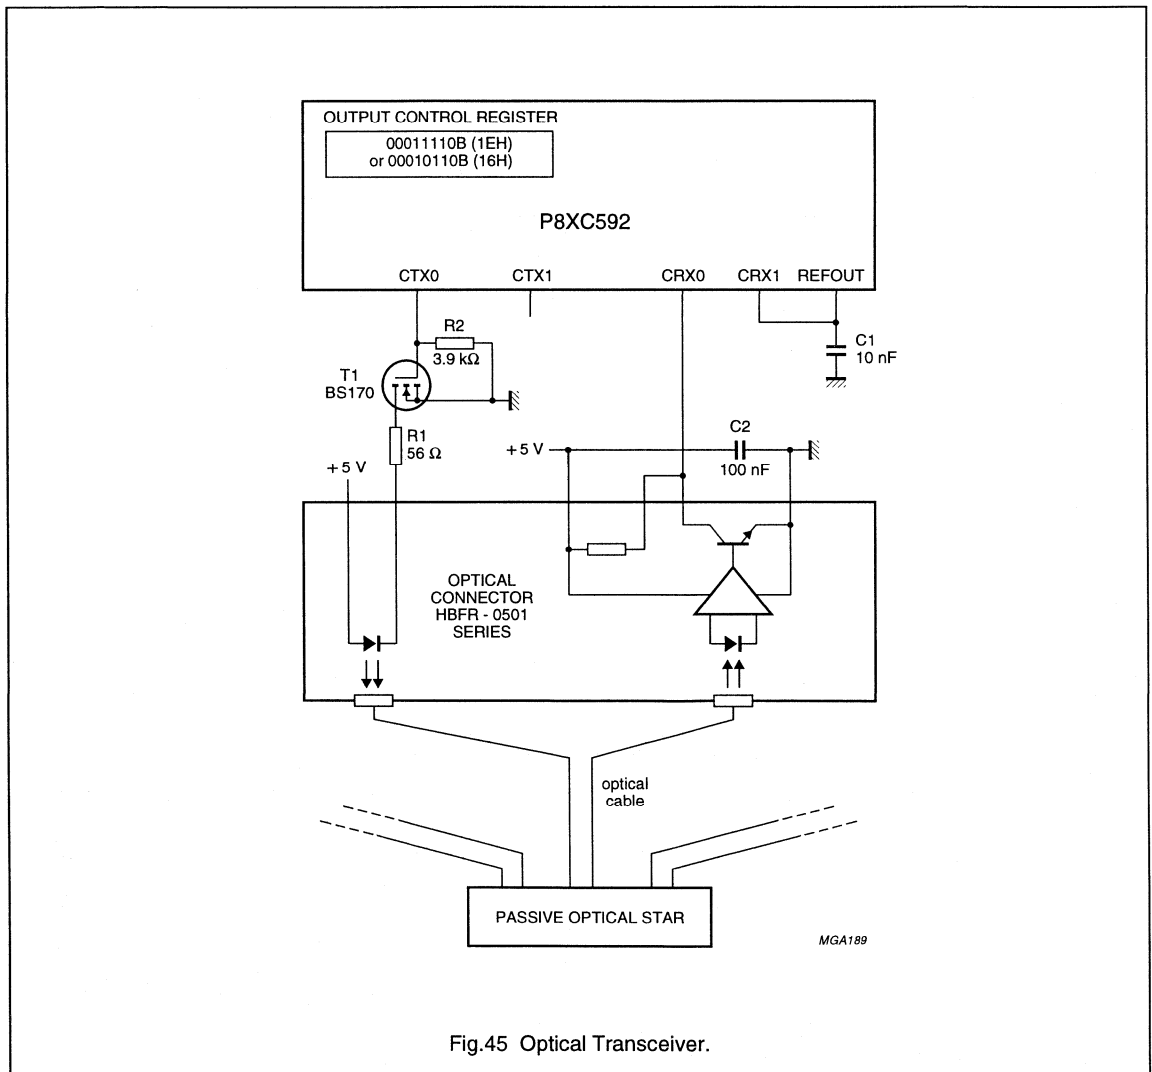 OUTPUT CONTROL REGISTER
00011110B (1EH)
or 00010110B (16H)
P8XC592
CTX0
CTX1
CRX0
CRX1
REFOUT
R2
3.9 kΩ
C1
10 nF
T1
BS170
R1
56 Ω
+5 V
C2
+5 V
100 nF
OPTICAL
CONNECTOR
HBFR - 0501
SERIES
optical
cable
PASSIVE OPTICAL STAR
MGA189
Fig.45 Optical Transceiver.